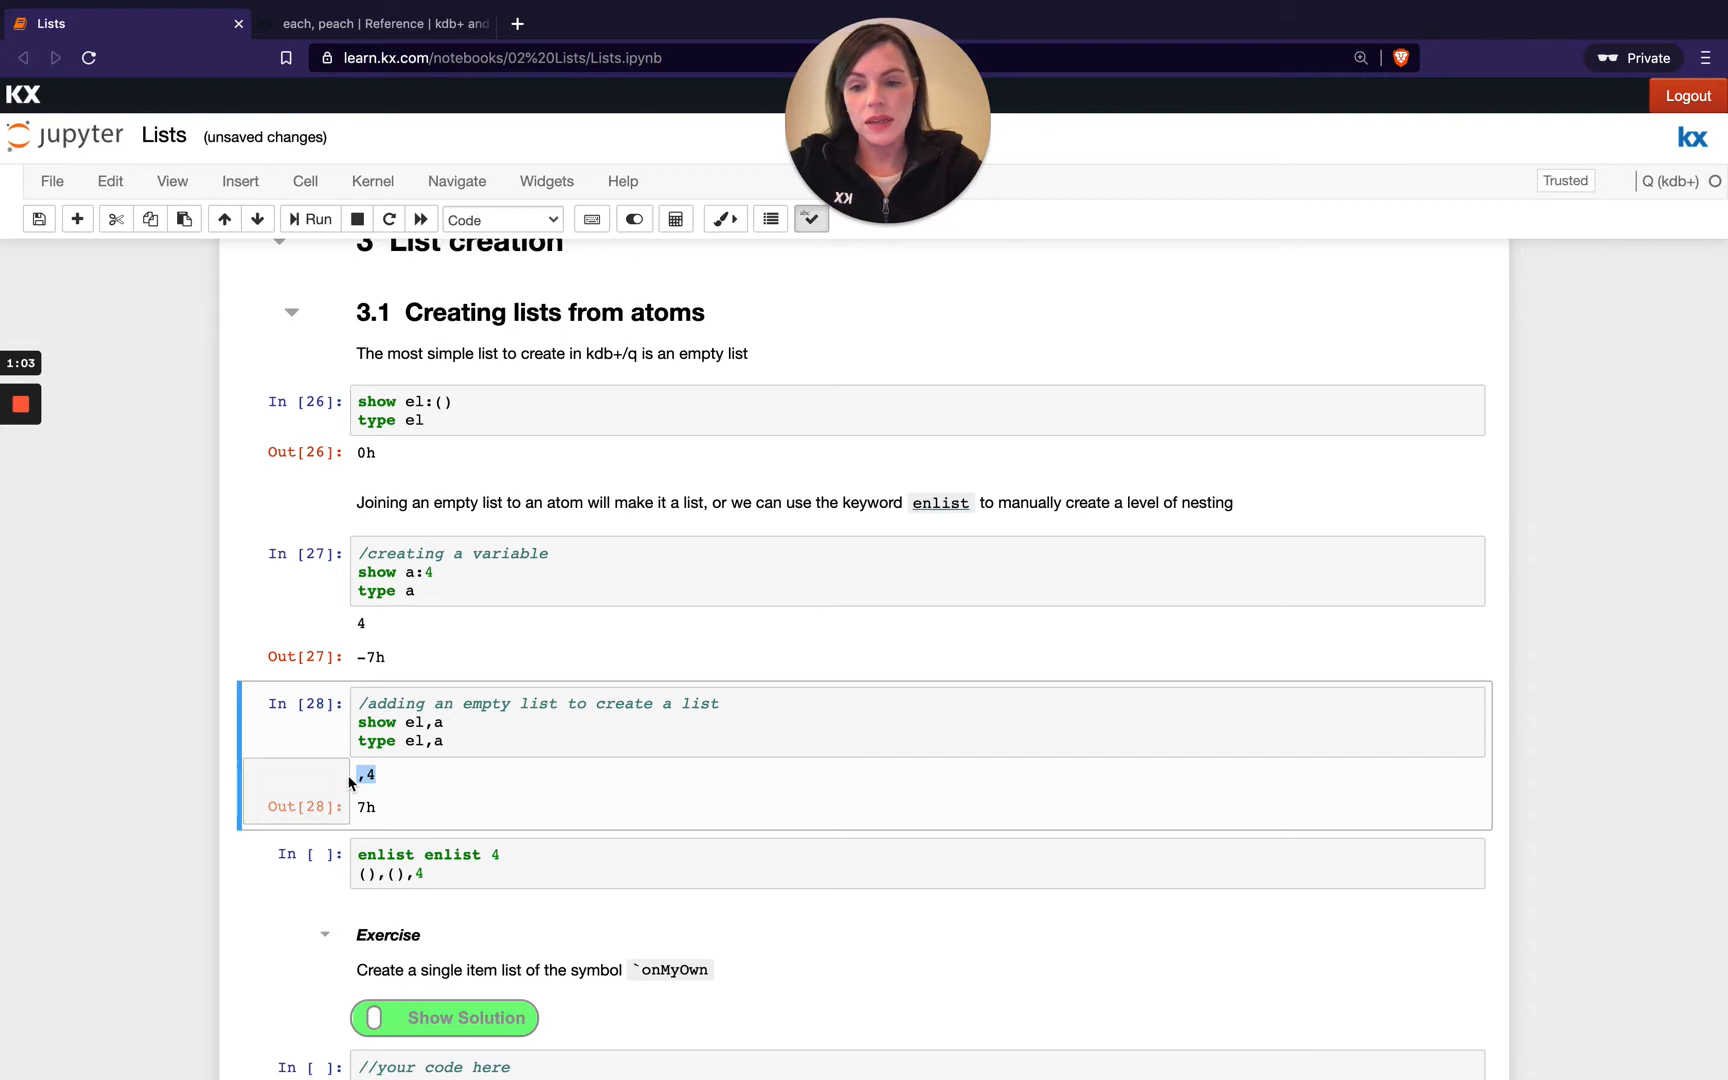 Lists
each, peach | Reference | kdb+ and
learn.kx.com/notebooks/02%20Lists/Lists.ipynb
Private
KX
Logout
jupyter Lists (unsaved changes)
kx
File Edit View Insert Cell Kernel Navigate Widgets Help
Trusted
Q (kdb+)
Run
Code
abc
KX
3 List creation
3.1 Creating lists from atoms
The most simple list to create in kdb+/q is an empty list
1:03
In [26]: show el:()
type el
Out[26]: 0h
Joining an empty list to an atom will make it a list, or we can use the keyword enlist to manually create a level of nesting
In [27]: /creating a variable
show a:4
type a
4
Out[27]: -7h
In [28]: /adding an empty list to create a list
show el,a
type el,a
,4
Out[28]: 7h
In [ ]: enlist enlist 4
(),(),4
Exercise
Create a single item list of the symbol `onMyOwn
Show Solution
In [ ]: //your code here